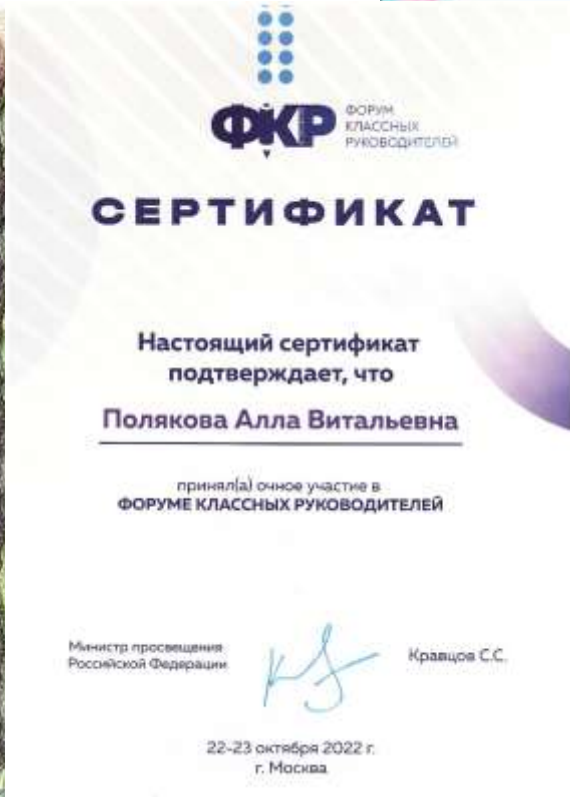 ФКР
ФОРУМ
КЛАССНЫХ
РУКОВОДИТЕЛЕЙ
СЕРТИФИКАТ
Настоящий сертификат
подтверждает, что
Полякова Алла Витальевна
принял(а) очное участие в
ФОРУМЕ КЛАССНЫХ РУКОВОДИТЕЛЕЙ
Министр просвещения
Российской Федерации
Кравцов С.С.
22-23 октября 2022 г.
г. Москва